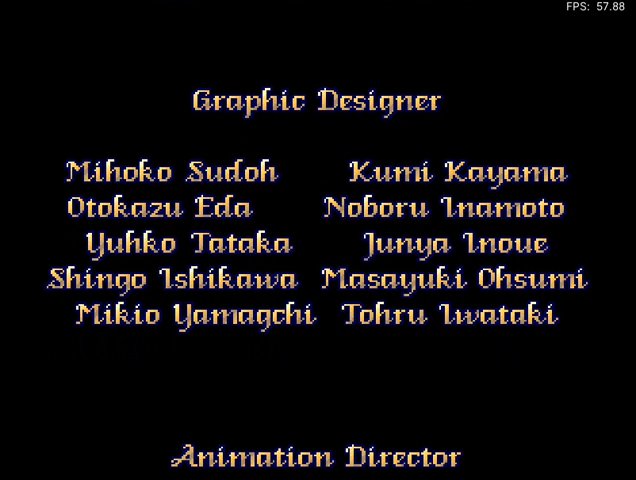 FPS: 57.88
Graphic Designer
Mihoko Sudoh Kumi Kayama
Otokazu Eda Noboru Inamoto
Yuhko Tataka Junya Inoue
Shingo Ishikawa Masayuki Ohsumi
Mikio Yamagchi Tohru Iwataki
Animation Director